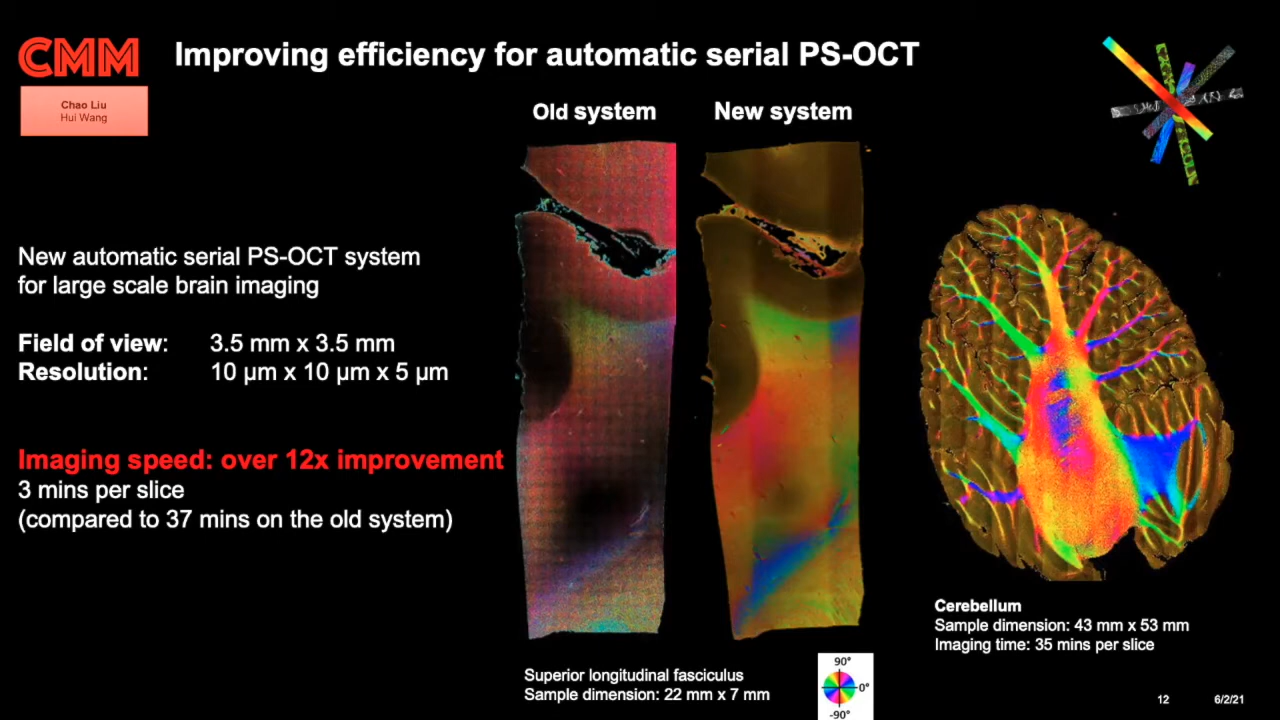 CMM
Improving efficiency for automatic serial PS-OCT
Chao Liu
Hui Wang
Old system
New system
New automatic serial PS-OCT system
for large scale brain imaging
Field of view: 3.5 mm x 3.5 mm
Resolution: 10 µm x 10 µm x 5 µm
Imaging speed: over 12x improvement
3 mins per slice
(compared to 37 mins on the old system)
Superior longitudinal fasciculus
Sample dimension: 22 mm x 7 mm
90°
0°
-90°
Cerebellum
Sample dimension: 43 mm x 53 mm
Imaging time: 35 mins per slice
12
6/2/21